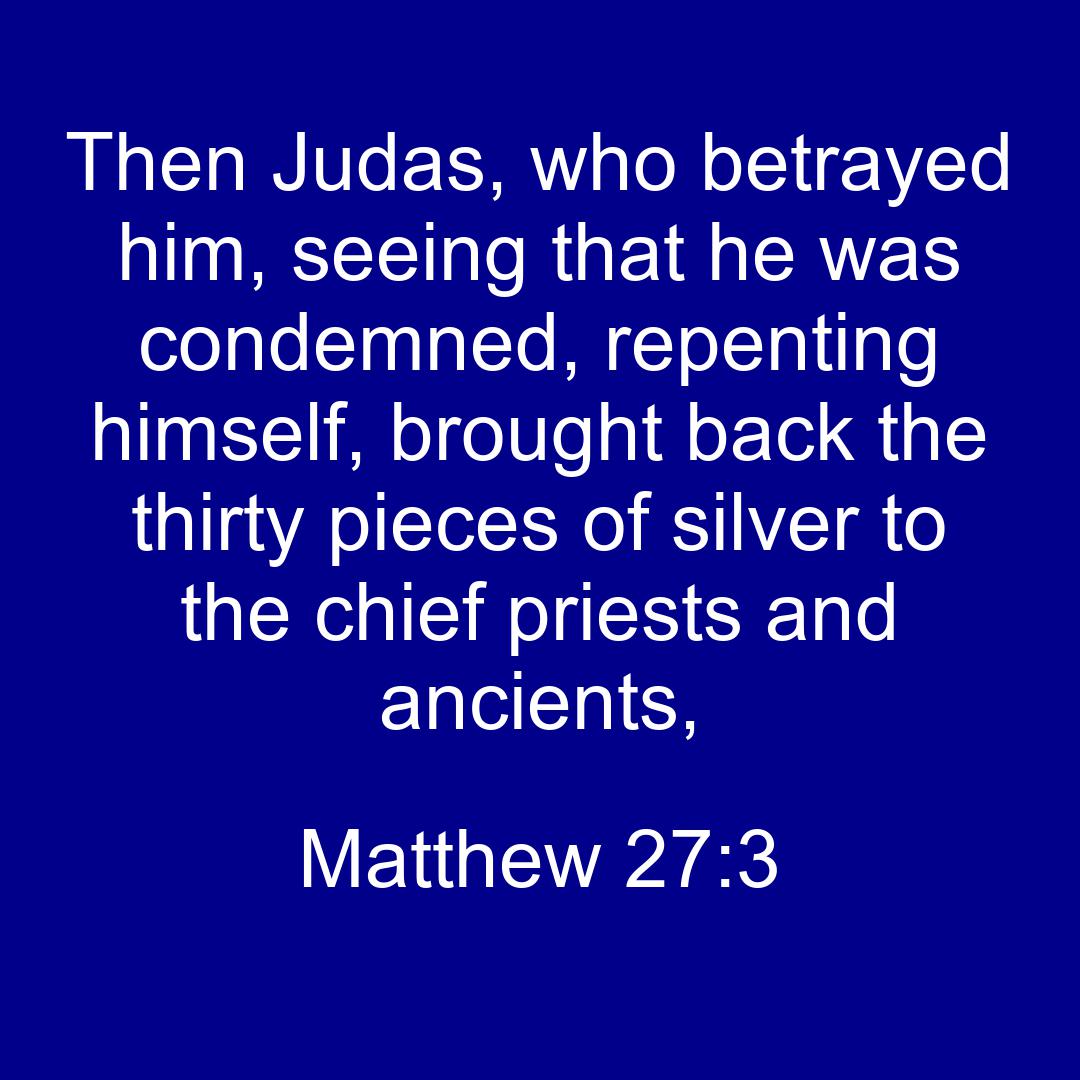 Then Judas, who betrayed
him, seeing that he was
condemned, repenting
himself, brought back the
thirty pieces of silver to
the chief priests and
ancients,
Matthew 27:3